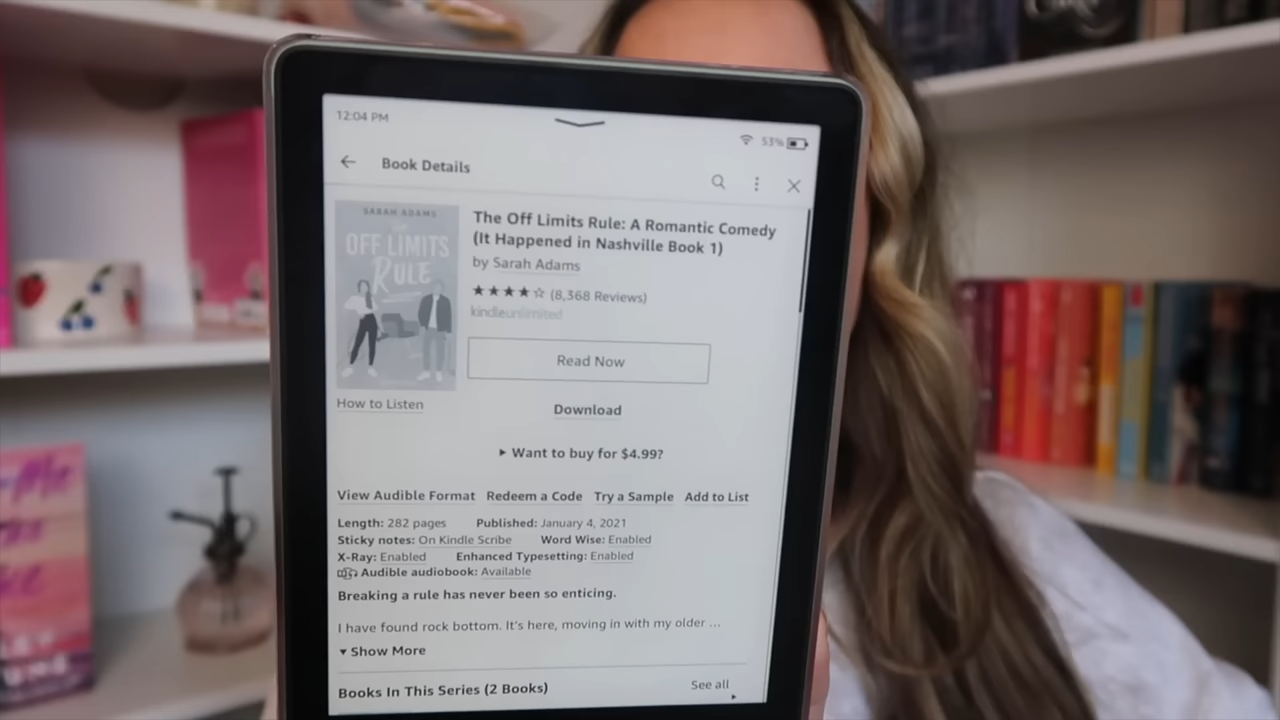 12:04 PM
53%
Book Details
SARAH ADAMS
OFF LIMITS
RULE
The Off Limits Rule: A Romantic Comedy
(It Happened in Nashville Book 1)
by Sarah Adams
★★★★☆ (8,368 Reviews)
kindleunlimited
Read Now
How to Listen
Download
Want to buy for $4.99?
View Audible Format Redeem a Code Try a Sample Add to List
Length: 282 pages Published: January 4, 2021
Sticky notes: On Kindle Scribe Word Wise: Enabled
X-Ray: Enabled Enhanced Typesetting: Enabled
Audible audiobook: Available
Breaking a rule has never been so enticing.
I have found rock bottom. It's here, moving in with my older ...
Show More
Books In This Series (2 Books) See all